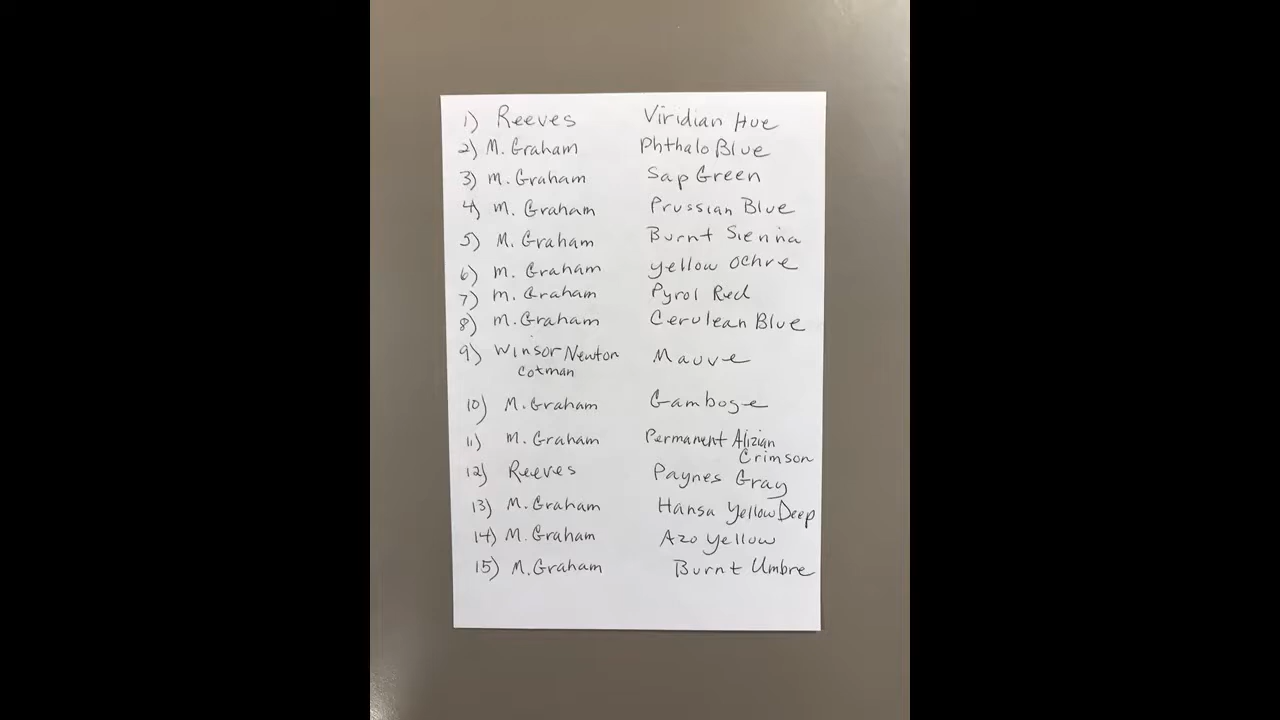 1) Reeves Viridian Hue
2) M. Graham Phthalo Blue
3) M. Graham Sap Green
4) M. Graham Prussian Blue
5) M. Graham Burnt Sienna
6) M. Graham Yellow Ochre
7) M. Graham Pyrol Red
8) M. Graham Cerulean Blue
9) Winsor Newton Mauve
Cotman
10) M. Graham Gamboge
11) M. Graham Permanent Alizian
Crimson
12) Reeves Paynes Gray
13) M. Graham Hansa Yellow Deep
14) M. Graham Azo Yellow
15) M. Graham Burnt Umbre